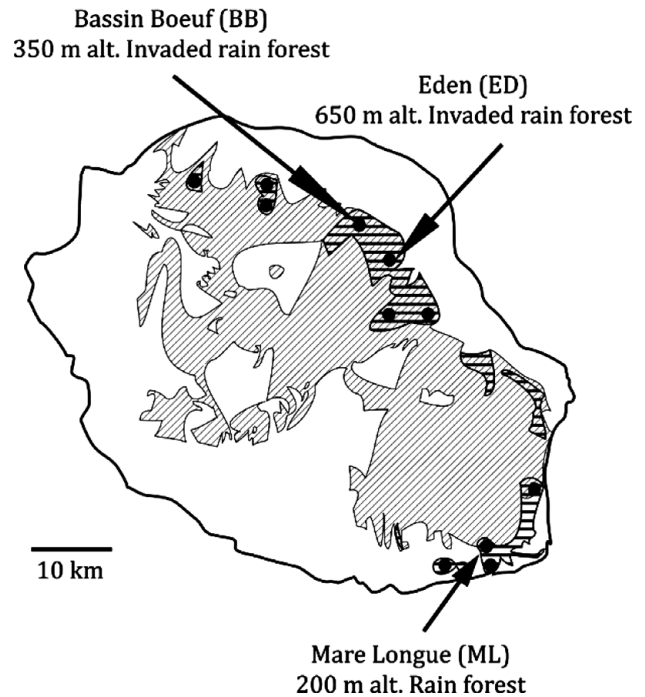 Bassin Boeuf (BB)
350 m alt. Invaded rain forest
Eden (ED)
650 m alt. Invaded rain forest
10 km
Mare Longue (ML)
200 m alt. Rain forest